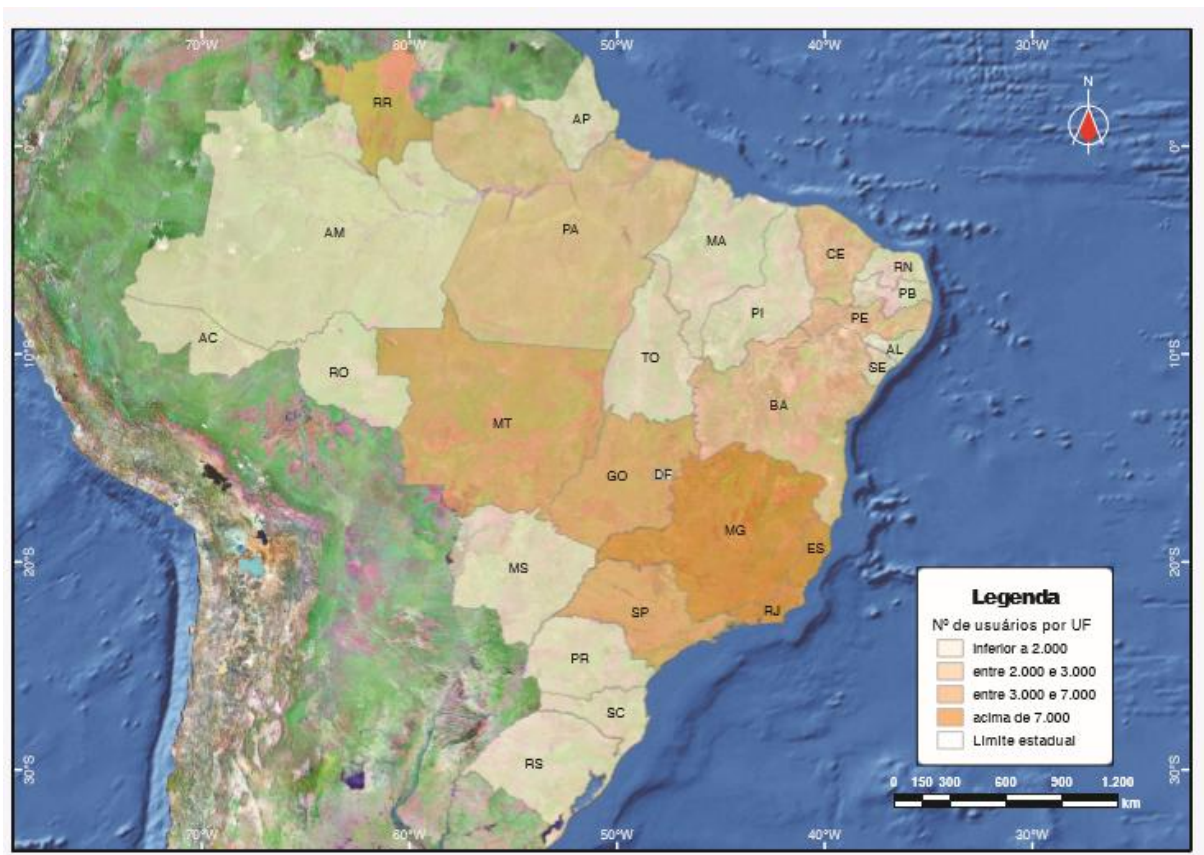 70°W 60°W 50°W 40°W 30°W
N
RR AP
0° 0°
AM PA MA CE
RN
PB
PI PE
AC TO AL
10°S RO SE 10°S
MT BA
GO DF
MG
ES
20°S MS 20°S
SP RJ
PR
SC
RS
30°S 30°S
Legenda
Nº de usuários por UF
Inferior a 2.000
entre 2.000 e 3.000
entre 3.000 e 7.000
acima de 7.000
Limite estadual
0 150 300 600 900 1.200
km
70°W 60°W 50°W 40°W 30°W